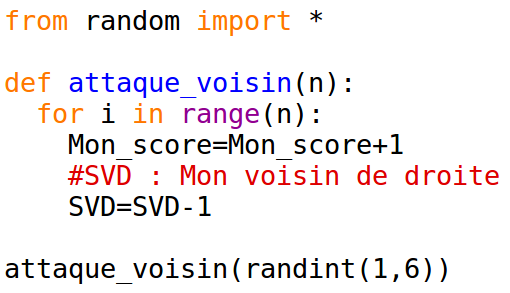 from random import *
def attaque_voisin(n):
for i in range(n):
Mon_score=Mon_score+1
#SVD : Mon voisin de droite
SVD=SVD-1
attaque_voisin(randint(1,6))